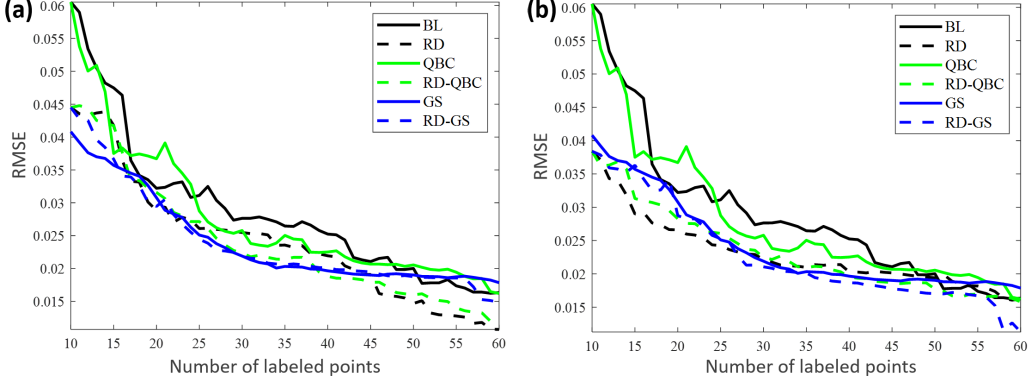 (a)
0.06
0.055
0.05
0.045
0.04
0.035
0.03
0.025
0.02
0.015
RMSE
10 15 20 25 30 35 40 45 50 55 60
Number of labeled points
BL
RD
QBC
RD-QBC
GS
RD-GS
(b)
0.06
0.055
0.05
0.045
0.04
0.035
0.03
0.025
0.02
0.015
RMSE
10 15 20 25 30 35 40 45 50 55 60
Number of labeled points
BL
RD
QBC
RD-QBC
GS
RD-GS